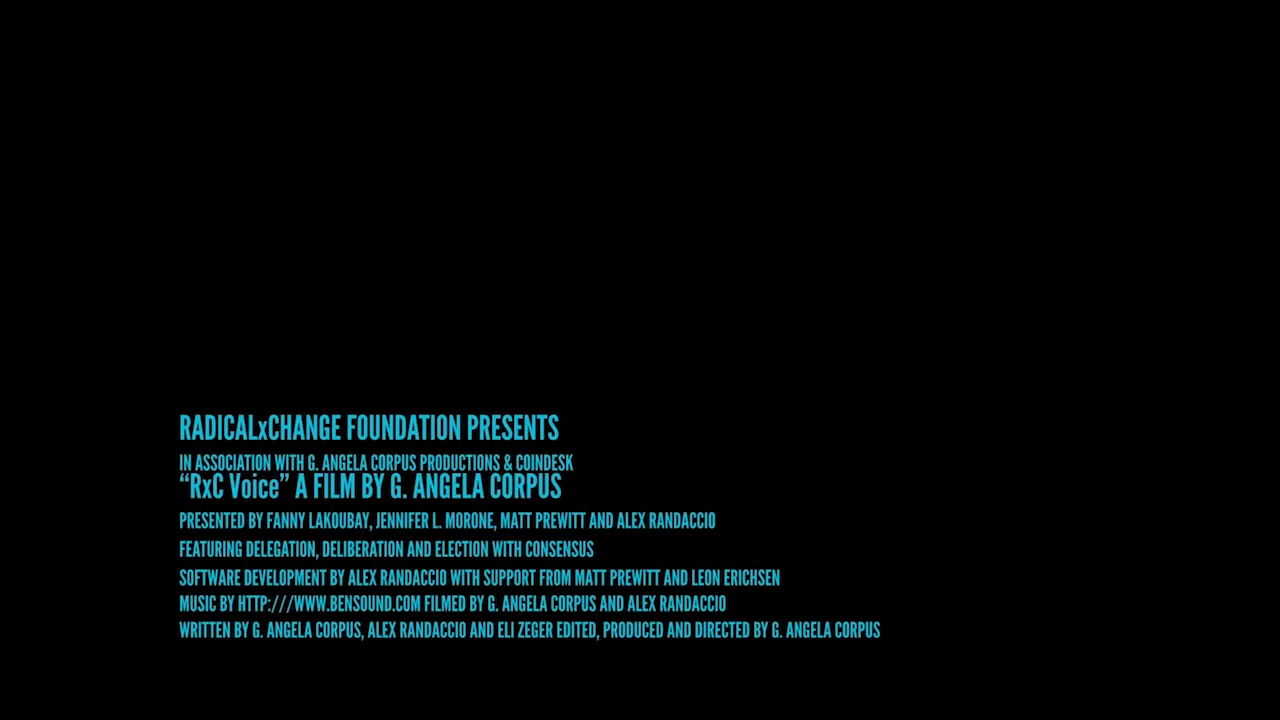 RADICALxCHANGE FOUNDATION PRESENTS
IN ASSOCIATION WITH G. ANGELA CORPUS PRODUCTIONS & COINDESK
“RxC Voice” A FILM BY G. ANGELA CORPUS
PRESENTED BY FANNY LAKOUBAY, JENNIFER L. MORONE, MATT PREWITT AND ALEX RANDACCIO
FEATURING DELEGATION, DELIBERATION AND ELECTION WITH CONSENSUS
SOFTWARE DEVELOPMENT BY ALEX RANDACCIO WITH SUPPORT FROM MATT PREWITT AND LEON ERICHSEN
MUSIC BY HTTP:///WWW.BENSOUND.COM FILMED BY G. ANGELA CORPUS AND ALEX RANDACCIO
WRITTEN BY G. ANGELA CORPUS, ALEX RANDACCIO AND ELI ZEGER EDITED, PRODUCED AND DIRECTED BY G. ANGELA CORPUS